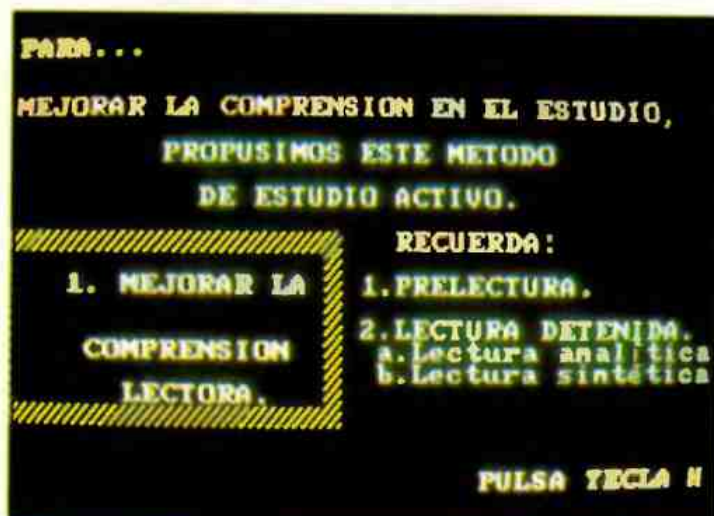 PARA...
MEJORAR LA COMPRENSION EN EL ESTUDIO,
PROPUSIMOS ESTE METODO
DE ESTUDIO ACTIVO.
1. MEJORAR LA
COMPRENSION
LECTORA.
RECUERDA:
1.PRELECTURA.
2.LECTURA DETENIDA.
a.Lectura analitica
b.Lectura sintética
PULSA TECLA N